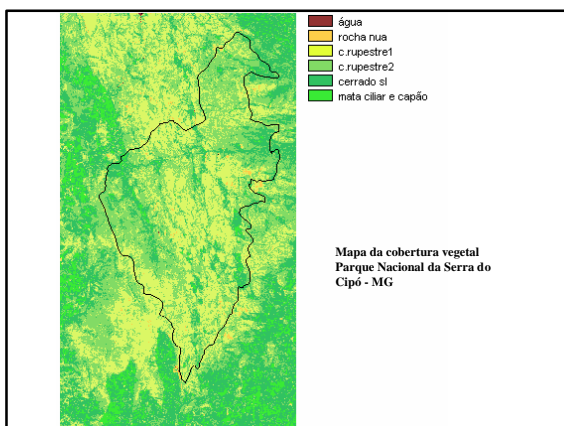 água
rocha nua
c.rupestre1
c.rupestre2
cerrado sl
mata ciliar e capão
Mapa da cobertura vegetal
Parque Nacional da Serra do
Cipó - MG